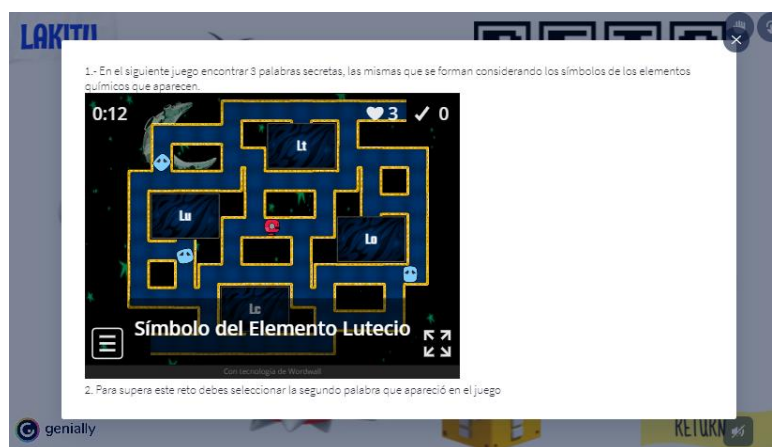 LAKITU
RETO
1.- En el siguiente juego encontrar 3 palabras secretas, las mismas que se forman considerando los símbolos de los elementos
químicos que aparecen.
0:12
3
0
Lt
Lu
Lo
Lc
Símbolo del Elemento Lutecio
Con tecnología de Wordwall
2. Para supera este reto debes seleccionar la segundo palabra que apareció en el juego
genially
RETURN